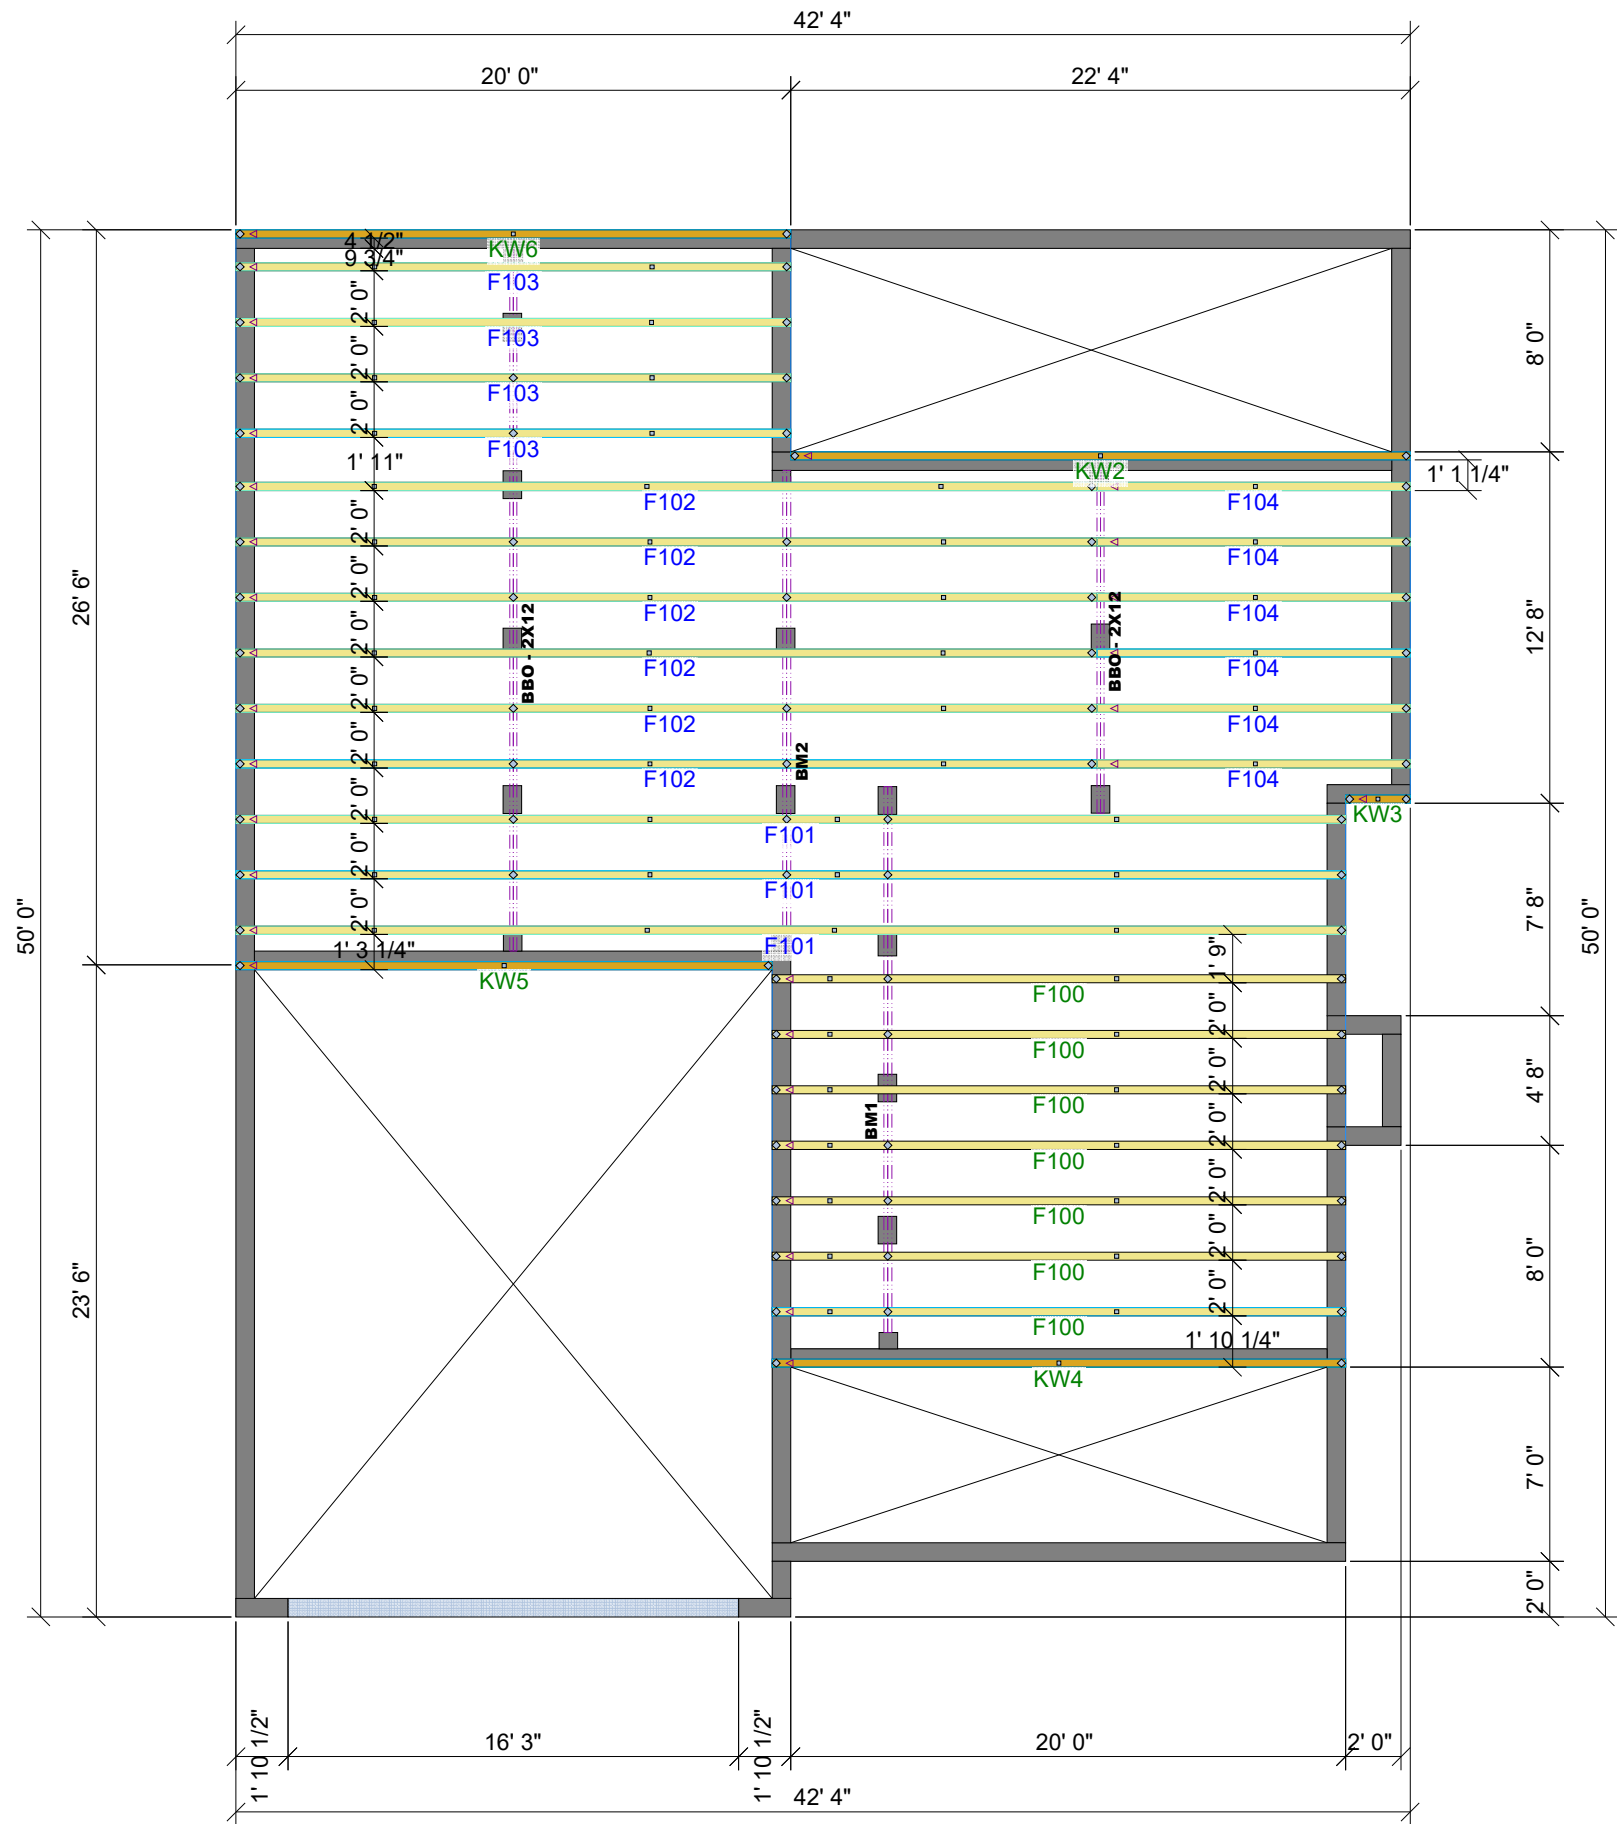 42' 4"
20' 0" 22' 4"
4 1/2"
KW6
9 3/4"
F103
2' 0"
F103
2' 0"
F103
2' 0"
F103
8' 0"
1' 11"
KW2
1' 1 1/4"
F102 F104
2' 0"
F102 F104
2' 0"
F102 F104
2' 0"
F102 F104
2' 0"
F102 F104
2' 0"
F102 F104
BBO - 2X12
BBO - 2X12
BM2
26' 6"
12' 8"
KW3
2' 0"
F101
2' 0"
F101
2' 0"
F101
1' 3 1/4"
KW5
50' 0"
7' 8"
50' 0"
1' 9"
F100
2' 0"
F100
2' 0"
F100
BM1
2' 0"
F100
2' 0"
F100
2' 0"
F100
2' 0"
F100
1' 10 1/4"
KW4
4' 8"
23' 6"
8' 0"
7' 0"
2' 0"
1' 10 1/2"
16' 3"
1' 10 1/2"
20' 0"
2' 0"
42' 4"